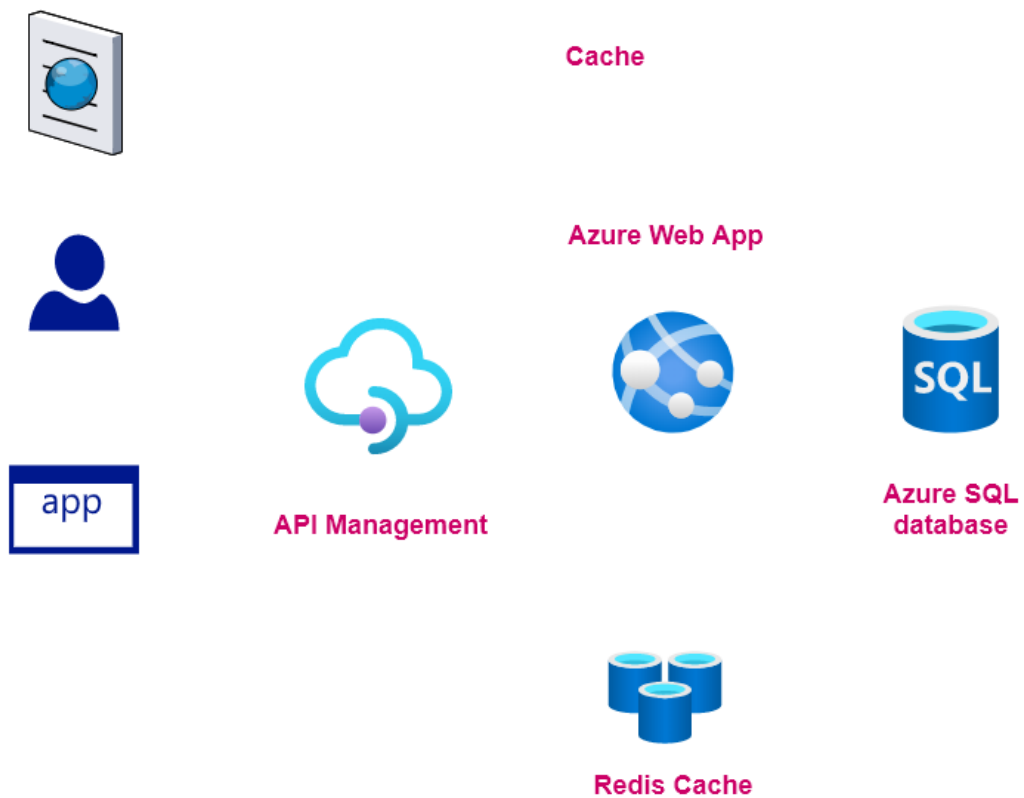 Cache
Azure Web App
SQL
app
API Management
Azure SQL
database
Redis Cache